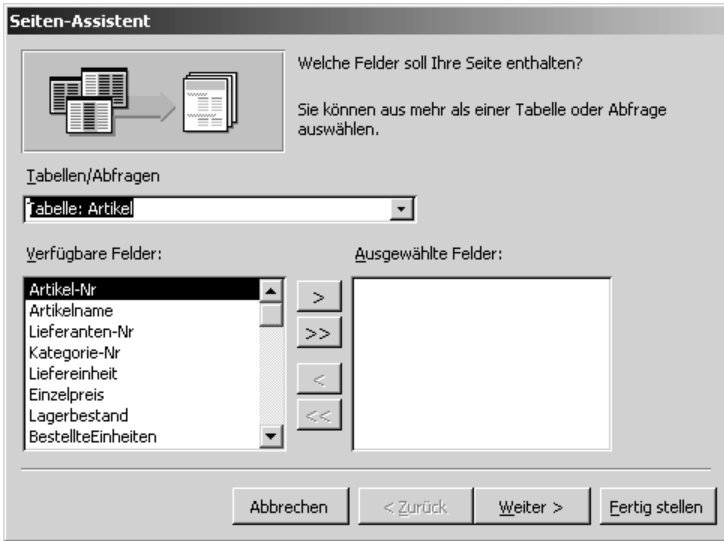 Seiten-Assistent
Welche Felder soll Ihre Seite enthalten?
Sie können aus mehr als einer Tabelle oder Abfrage
auswählen.
Tabellen/Abfragen
Tabelle: Artikel
Verfügbare Felder:
Ausgewählte Felder:
Artikel-Nr
Artikelname
Lieferanten-Nr
Kategorie-Nr
Liefereinheit
Einzelpreis
Lagerbestand
BestellteEinheiten
>
>>
<
<<
Abbrechen
< Zurück
Weiter >
Fertig stellen